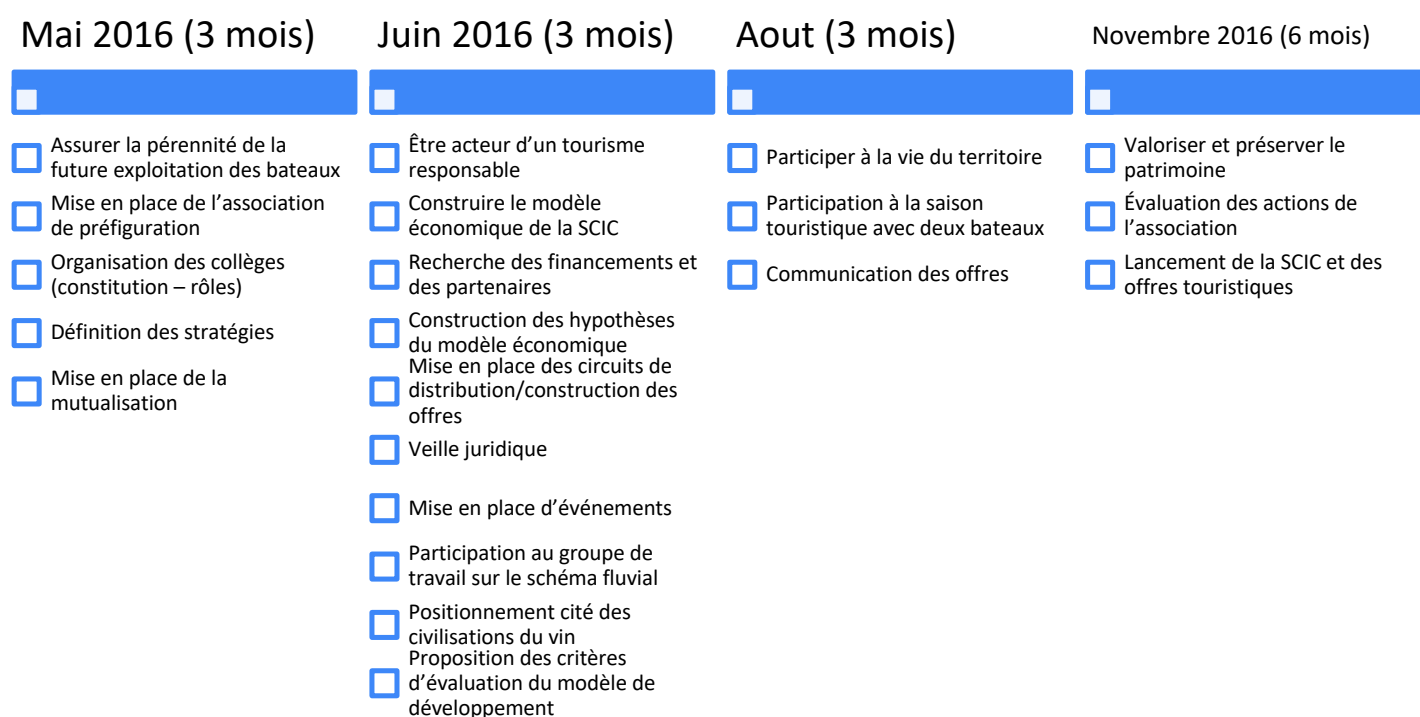 Mai 2016 (3 mois)
Assurer la pérennité de la
future exploitation des bateaux
Mise en place de l’association
de préfiguration
Organisation des collèges
(constitution – rôles)
Définition des stratégies
Mise en place de la
mutualisation
Juin 2016 (3 mois)
Être acteur d’un tourisme
responsable
Construire le modèle
économique de la SCIC
Recherche des financements et
des partenaires
Construction des hypothèses
du modèle économique
Mise en place des circuits de
distribution/construction des
offres
Veille juridique
Mise en place d’événements
Participation au groupe de
travail sur le schéma fluvial
Positionnement cité des
civilisations du vin
Proposition des critères
d’évaluation du modèle de
développement
Aout (3 mois)
Participer à la vie du territoire
Participation à la saison
touristique avec deux bateaux
Communication des offres
Novembre 2016 (6 mois)
Valoriser et préserver le
patrimoine
Évaluation des actions de
l’association
Lancement de la SCIC et des
offres touristiques